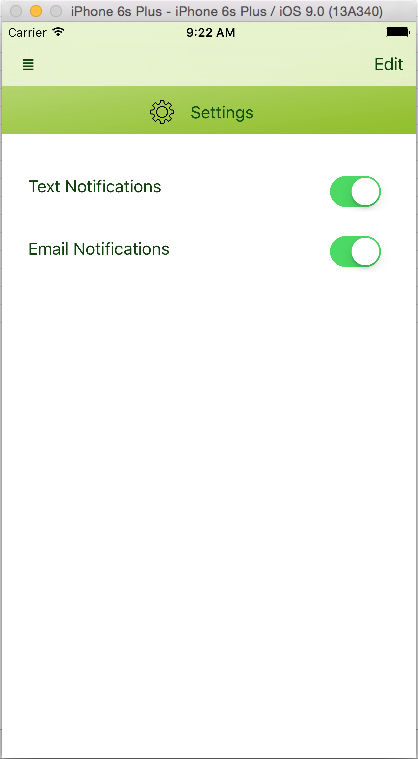 iPhone 6s Plus - iPhone 6s Plus / iOS 9.0 (13A340)
Carrier 9:22 AM
Edit
Settings
Text Notifications
Email Notifications